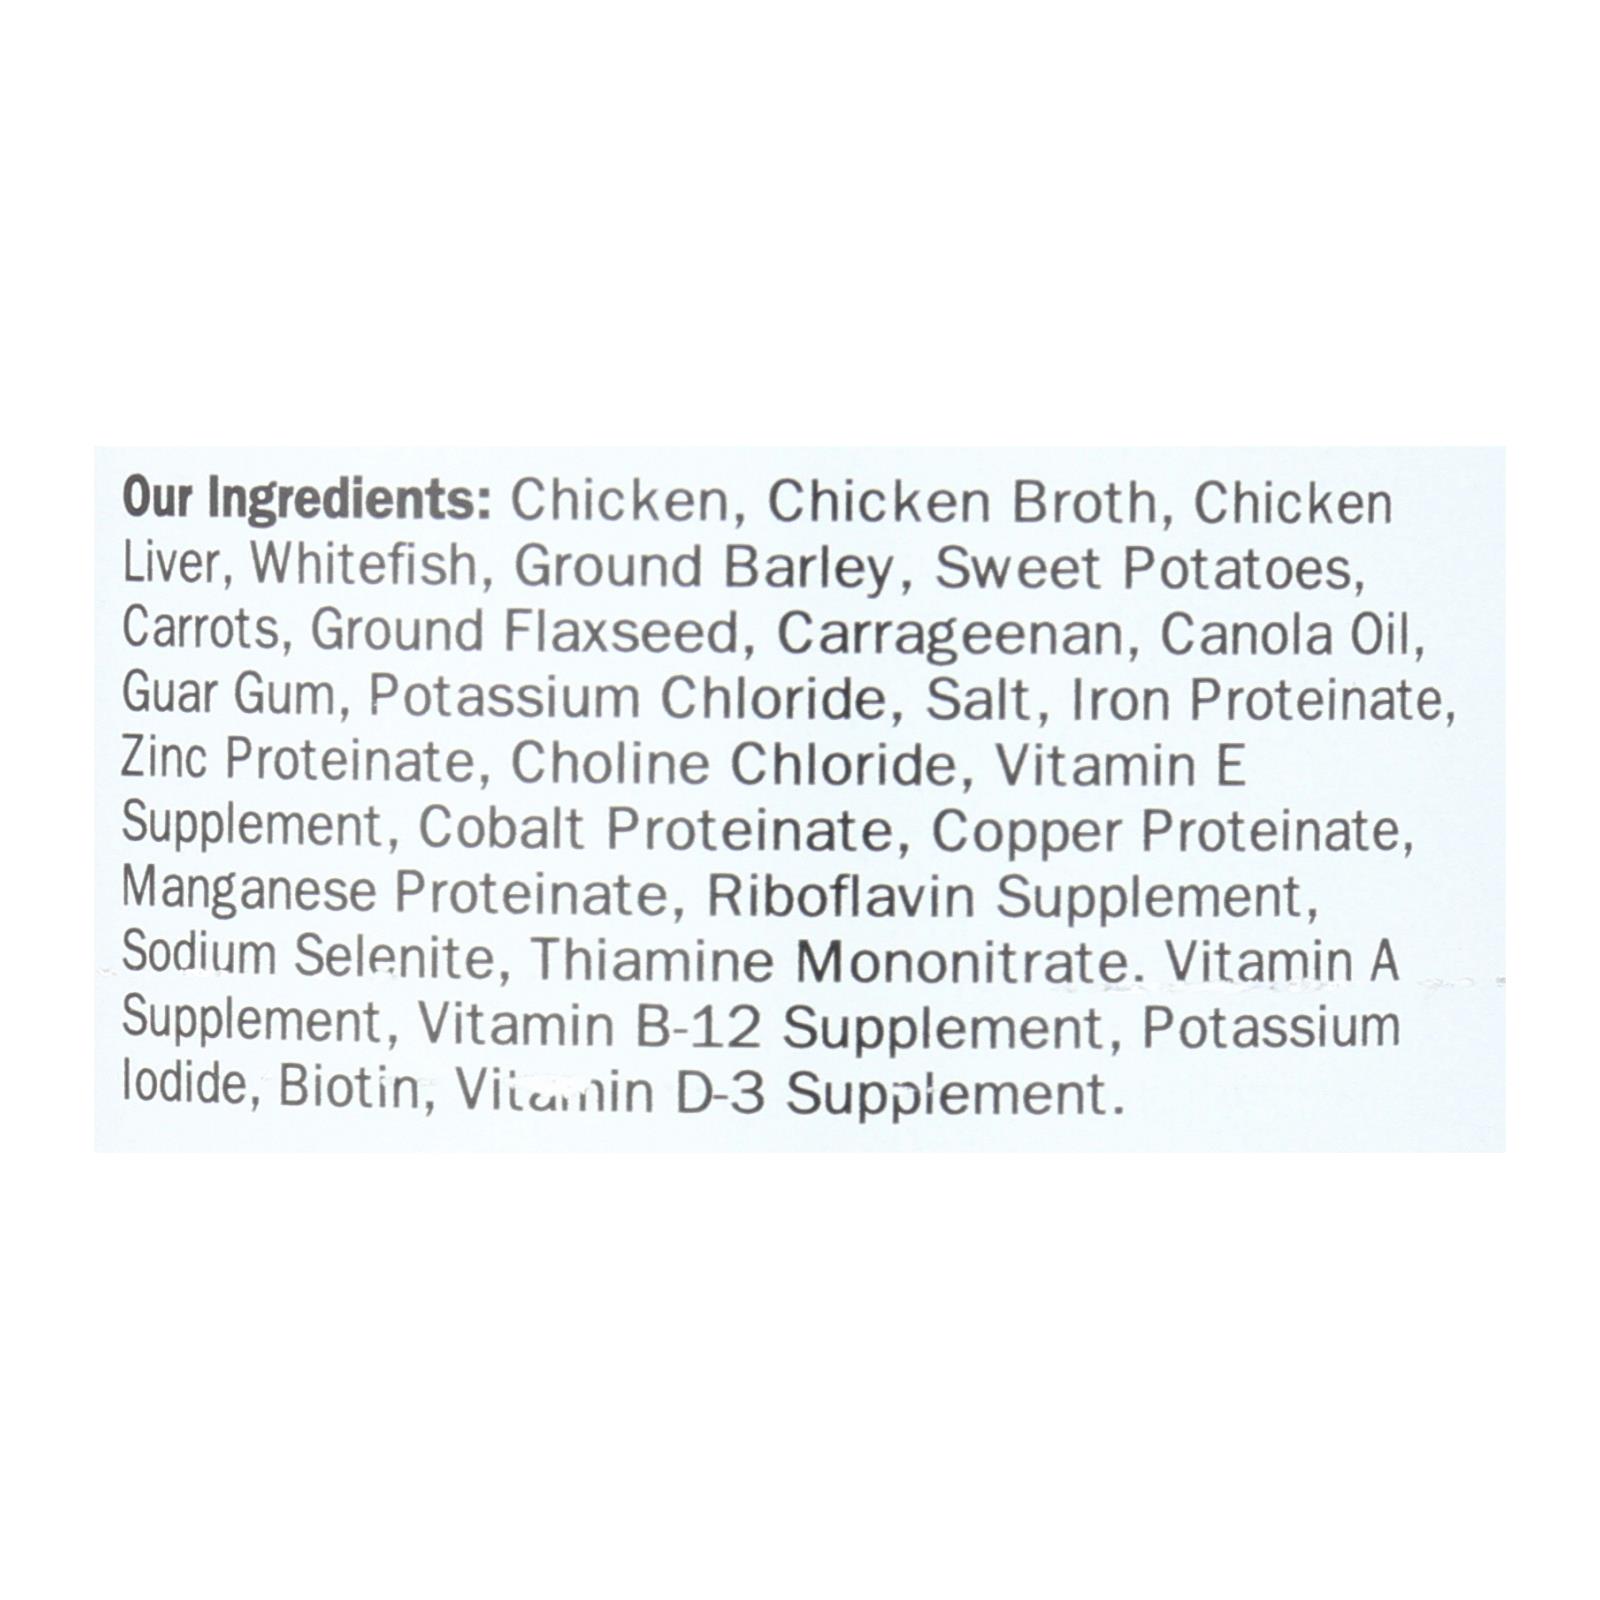 Our Ingredients: Chicken, Chicken Broth, Chicken
Liver, Whitefish, Ground Barley, Sweet Potatoes,
Carrots, Ground Flaxseed, Carrageenan, Canola Oil,
Guar Gum, Potassium Chloride, Salt, Iron Proteinate,
Zinc Proteinate, Choline Chloride, Vitamin E
Supplement, Cobalt Proteinate, Copper Proteinate,
Manganese Proteinate, Riboflavin Supplement,
Sodium Selenite, Thiamine Mononitrate. Vitamin A
Supplement, Vitamin B-12 Supplement, Potassium
Iodide, Biotin, Vitamin D-3 Supplement.